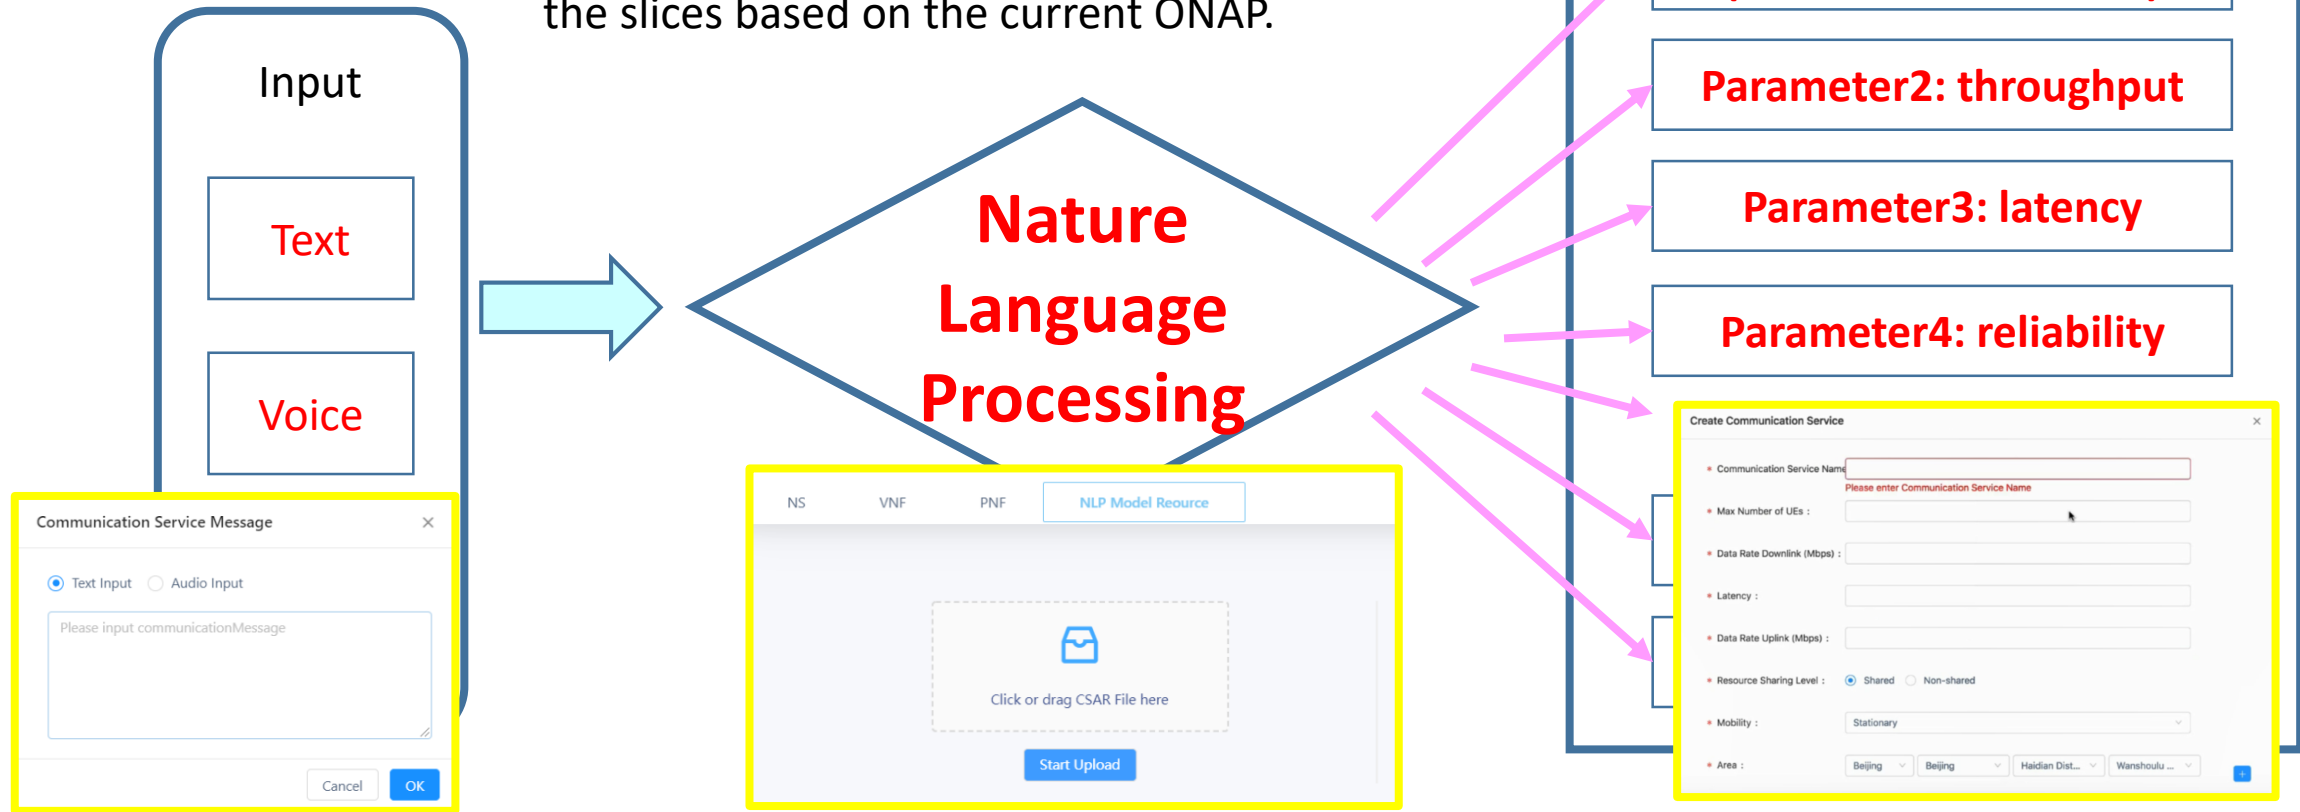 the slices based on the current ONAP.
Input
Text
Voice
Nature
Language
Processing
Parameter2: throughput
Parameter3: latency
Parameter4: reliability
Communication Service Message
Text Input
Audio Input
Please input communicationMessage
Cancel
OK
NS
VNF
PNF
NLP Model Reource
Click or drag CSAR File here
Start Upload
Create Communication Service
* Communication Service Name
Please enter Communication Service Name
* Max Number of UEs :
* Data Rate Downlink (Mbps) :
* Latency :
* Data Rate Uplink (Mbps) :
* Resource Sharing Level : Shared Non-shared
* Mobility : Stationary
* Area : Beijing Beijing Haidian Dist... Wanshoulu ...